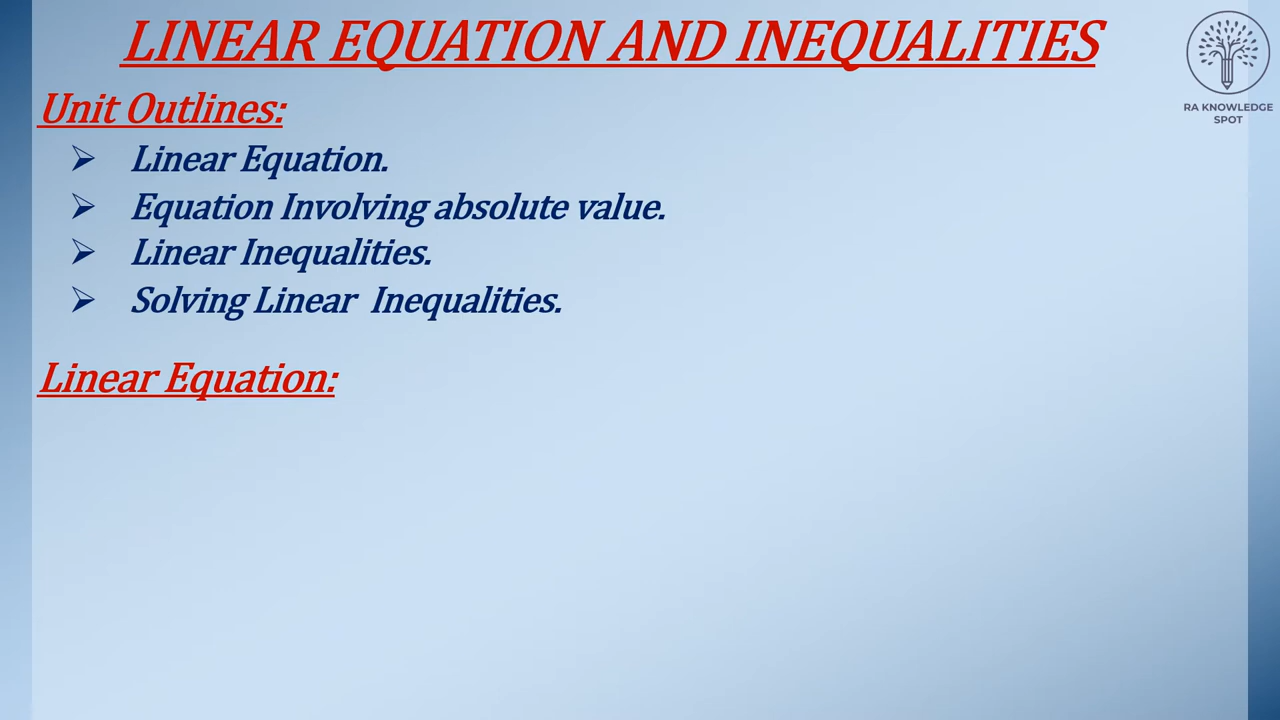 LINEAR EQUATION AND INEQUALITIES
RA KNOWLEDGE
SPOT
Unit Outlines:
➢ Linear Equation.
➢ Equation Involving absolute value.
➢ Linear Inequalities.
➢ Solving Linear Inequalities.
Linear Equation: